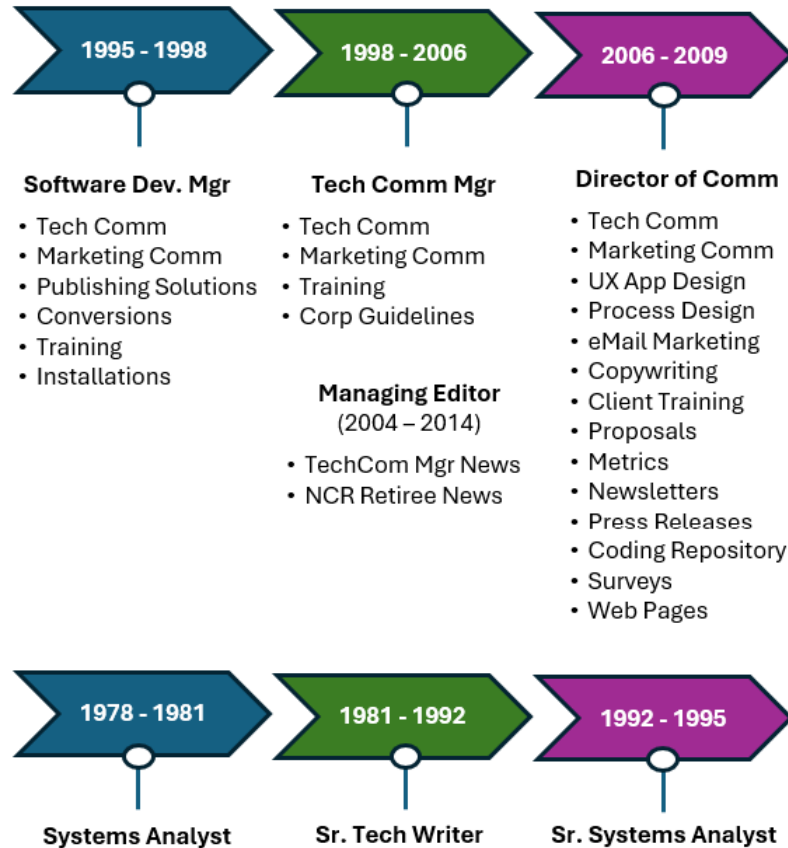 1995 - 1998
1998 - 2006
2006 - 2009
Software Dev. Mgr
• Tech Comm
• Marketing Comm
• Publishing Solutions
• Conversions
• Training
• Installations
Tech Comm Mgr
• Tech Comm
• Marketing Comm
• Training
• Corp Guidelines
Managing Editor
(2004 – 2014)
• TechCom Mgr News
• NCR Retiree News
Director of Comm
• Tech Comm
• Marketing Comm
• UX App Design
• Process Design
• eMail Marketing
• Copywriting
• Client Training
• Proposals
• Metrics
• Newsletters
• Press Releases
• Coding Repository
• Surveys
• Web Pages
1978 - 1981
1981 - 1992
1992 - 1995
Systems Analyst
Sr. Tech Writer
Sr. Systems Analyst